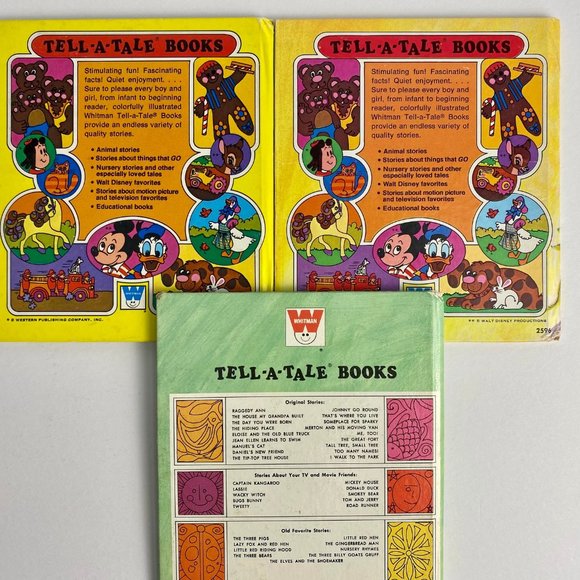 TELL-A-TALE® BOOKS
Stimulating fun! Fascinating
facts! Quiet enjoyment. . . .
Sure to please every boy and
girl, from infant to beginning
reader, colorfully illustrated
Whitman Tell-a-Tale® Books
provide an endless variety of
quality stories.
• Animal stories
• Stories about things that GO
• Nursery stories and other
especially loved tales
• Walt Disney favorites
• Stories about motion picture
and television favorites
• Educational books
© WESTERN PUBLISHING COMPANY, INC.
TELL-A-TALE® BOOKS
Stimulating fun! Fascinating
facts! Quiet enjoyment. . . .
Sure to please every boy and
girl, from infant to beginning
reader, colorfully illustrated
Whitman Tell-a-Tale® Books
provide an endless variety of
quality stories.
• Animal stories
• Stories about things that GO
• Nursery stories and other
especially loved tales
• Walt Disney favorites
• Stories about motion picture
and television favorites
• Educational books
© WALT DISNEY PRODUCTIONS
WHITMAN
TELL-A-TALE® BOOKS
Original Stories:
RAGGEDY ANN
THE HOUSE MY GRANDPA BUILT
THE DAY YOU WERE BORN
THE HIDING PLACE
ELOISE AND THE OLD BLUE TRUCK
JEAN ELLEN LEARNS TO SWIM
MANUEL'S CAT
DANIEL'S NEW FRIEND
THE TIP-TOP TREE HOUSE
JOHNNY GO ROUND
THAT'S WHERE YOU LIVE
SOMEPLACE FOR SPARKY
MERTON AND HIS MOVING VAN
ME, TOO!
THE GREAT FORT
TALL TREE, SMALL TREE
TOO MANY NAMES!
I WALK TO THE PARK
Stories About Your TV and Movie Friends:
CAPTAIN KANGAROO
LASSIE
WACKY WITCH
BUGS BUNNY
TWEETY
MICKEY MOUSE
DONALD DUCK
SMOKEY BEAR
TOM AND JERRY
ROAD RUNNER
Old Favorite Stories:
THE THREE PIGS
LAZY FOX AND RED HEN
LITTLE RED RIDING HOOD
THE THREE BEARS
LITTLE RED HEN
THE GINGERBREAD MAN
NURSERY RHYMES
THE THREE BILLY GOATS GRUFF
THE ELVES AND THE SHOEMAKER